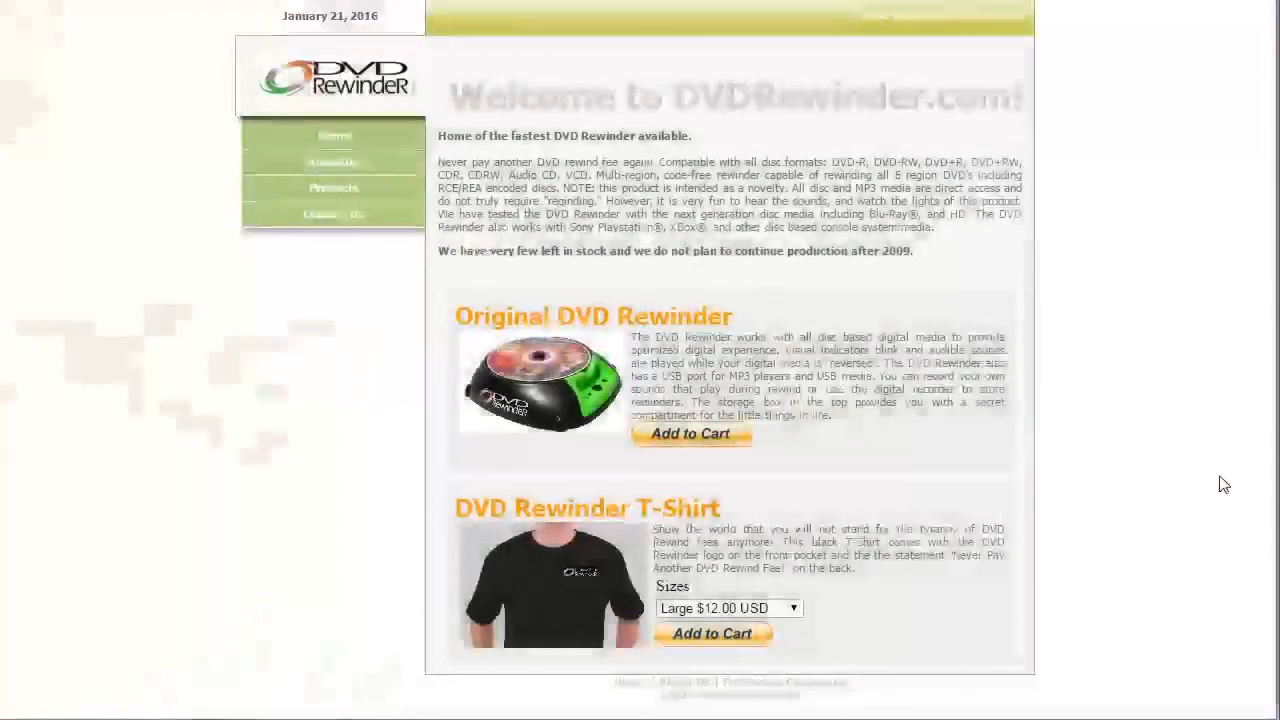 January 21, 2016
DVD
RewindeR
Welcome to DVDRewinder.com!
Home
About Us
Products
Contact Us
Home of the fastest DVD Rewinder available.
Never pay another DVD rewind fee again! Compatible with all disc formats: DVD-R, DVD-RW, DVD+R, DVD+RW,
CDR, CDRW, Audio CD, VCD. Multi-region, code-free rewinder capable of rewinding all 6 region DVD's including
RCE/REA encoded discs. NOTE: this product is intended as a novelty. All disc and MP3 media are direct access and
do not truly require "reginding." However, it is very fun to hear the sounds, and watch the lights of this product.
We have tested the DVD Rewinder with the next generation disc media including Blu-Ray®, and HD. The DVD
Rewinder also works with Sony Playstation®, XBox®, and other disc based console system media.
We have very few left in stock and we do not plan to continue production after 2009.
Original DVD Rewinder
The DVD Rewinder works with all disc based digital media to provide
optimized digital experience. Visual indicators blink and audible sounds
are played while your digital media is 'reversed'. The DVD Rewinder also
has a USB port for MP3 players and USB media. You can record your own
sounds that play during rewind or use the digital recorder to store
reminders. The storage box in the top provides you with a secret
compartment for the little things in life.
DVD
RewindeR
Add to Cart
DVD Rewinder T-Shirt
Show the world that you will not stand for the tyranny of DVD
Rewind fees anymore! This black T-Shirt comes with the DVD
Rewinder logo on the front pocket and the the statement "Never Pay
Another DVD Rewind Fee!" on the back.
Sizes
Large $12.00 USD
Add to Cart
Home | About Us |